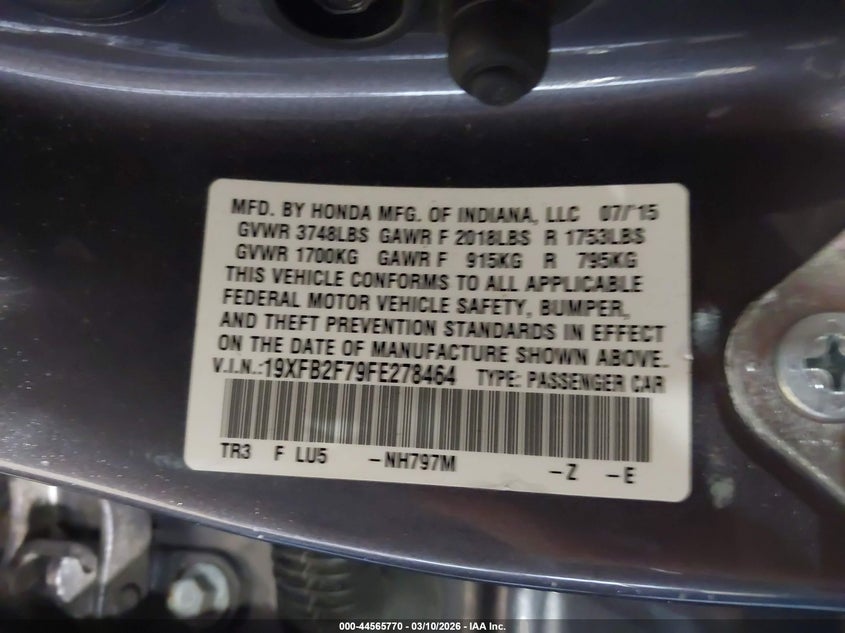 MFD. BY HONDA MFG. OF INDIANA, LLC 07/'15
GVWR 3748LBS GAWR F 2018LBS R 1753LBS
GVWR 1700KG GAWR F 915KG R 795KG
THIS VEHICLE CONFORMS TO ALL APPLICABLE
FEDERAL MOTOR VEHICLE SAFETY, BUMPER,
AND THEFT PREVENTION STANDARDS IN EFFECT
ON THE DATE OF MANUFACTURE SHOWN ABOVE.
V.I.N.:19XFB2F79FE278464 TYPE: PASSENGER CAR
TR3 F LU5 -NH797M -Z -E
000-44565770 - 03/10/2026 - IAA Inc.